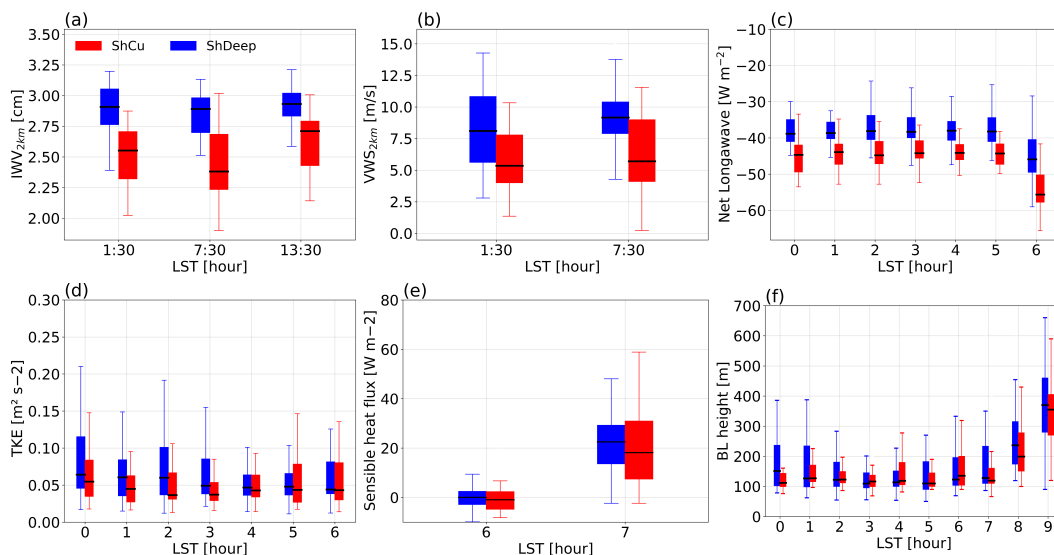 (a)
(b)
(c)
ShCu
ShDeep
3.50
3.25
3.00
2.75
2.50
2.25
2.00
IWV2km [cm]
1:30
7:30
13:30
LST [hour]
15.0
12.5
10.0
7.5
5.0
2.5
0.0
VWS2km [m/s]
1:30
7:30
LST [hour]
−10
−20
−30
−40
−50
−60
Net Longawave [W m−2]
0 1 2 3 4 5 6
LST [hour]
(d)
(e)
(f)
0.30
0.25
0.20
0.15
0.10
0.05
0.00
TKE [m² s−2]
0 1 2 3 4 5 6
LST [hour]
80
60
40
20
0
Sensible heat flux [W m−2]
6 7
LST [hour]
700
600
500
400
300
200
100
0
BL height [m]
0 1 2 3 4 5 6 7 8 9
LST [hour]